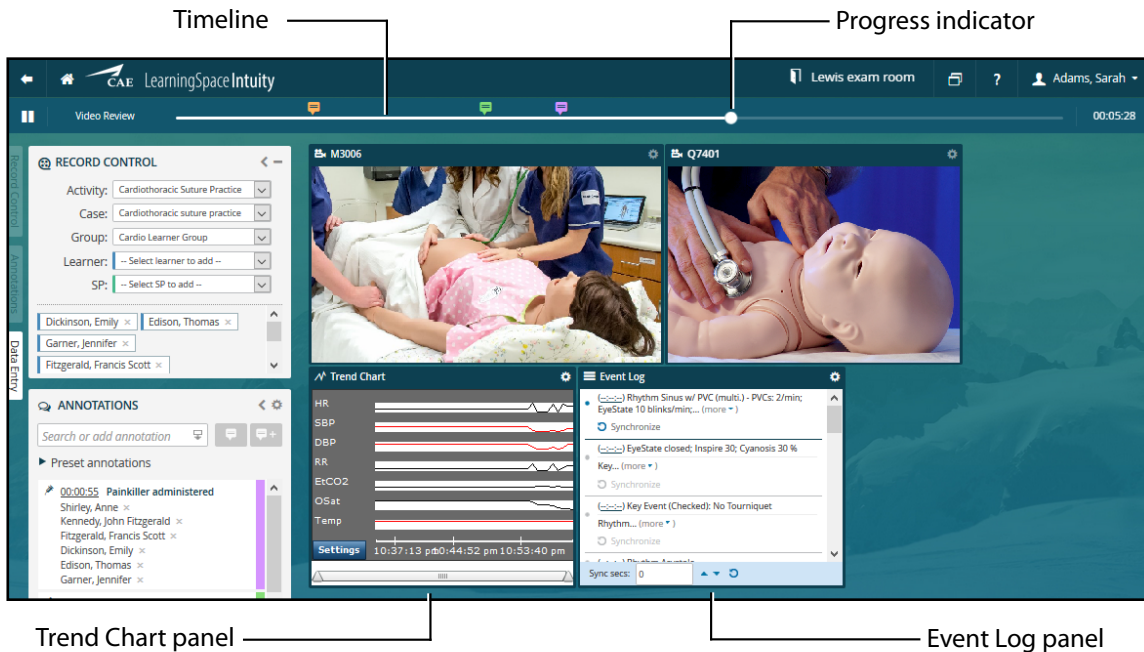 Timeline
Progress indicator
CAE LearningSpace Intuity
Lewis exam room
?
Adams, Sarah
Video Review
00:05:28
Record Control
Annotations
Data Entry
RECORD CONTROL
Activity: Cardiothoracic Suture Practice
Case: Cardiothoracic suture practice
Group: Cardio Learner Group
Learner: -- Select learner to add --
SP: -- Select SP to add --
Dickinson, Emily × Edison, Thomas ×
Garner, Jennifer ×
Fitzgerald, Francis Scott ×
ANNOTATIONS
Search or add annotation
Preset annotations
00:00:55 Painkiller administered
Shirley, Anne ×
Kennedy, John Fitzgerald ×
Fitzgerald, Francis Scott ×
Dickinson, Emily ×
Edison, Thomas ×
Garner, Jennifer ×
M3006
Q7401
Trend Chart
HR
SBP
DBP
RR
EtCO2
OSat
Temp
Settings
10:37:13 pm 10:44:52 pm 10:53:40 pm
Event Log
(--:--:--) Rhythm Sinus w/ PVC (multi.) - PVCs: 2/min;
EyeState 10 blinks/min;... (more )
Synchronize
(--:--:--) EyeState closed; Inspire 30; Cyanosis 30 %
Key... (more )
Synchronize
(--:--:--) Key Event (Checked): No Tourniquet
Rhythm... (more )
Synchronize
Sync secs: 0
Trend Chart panel
Event Log panel